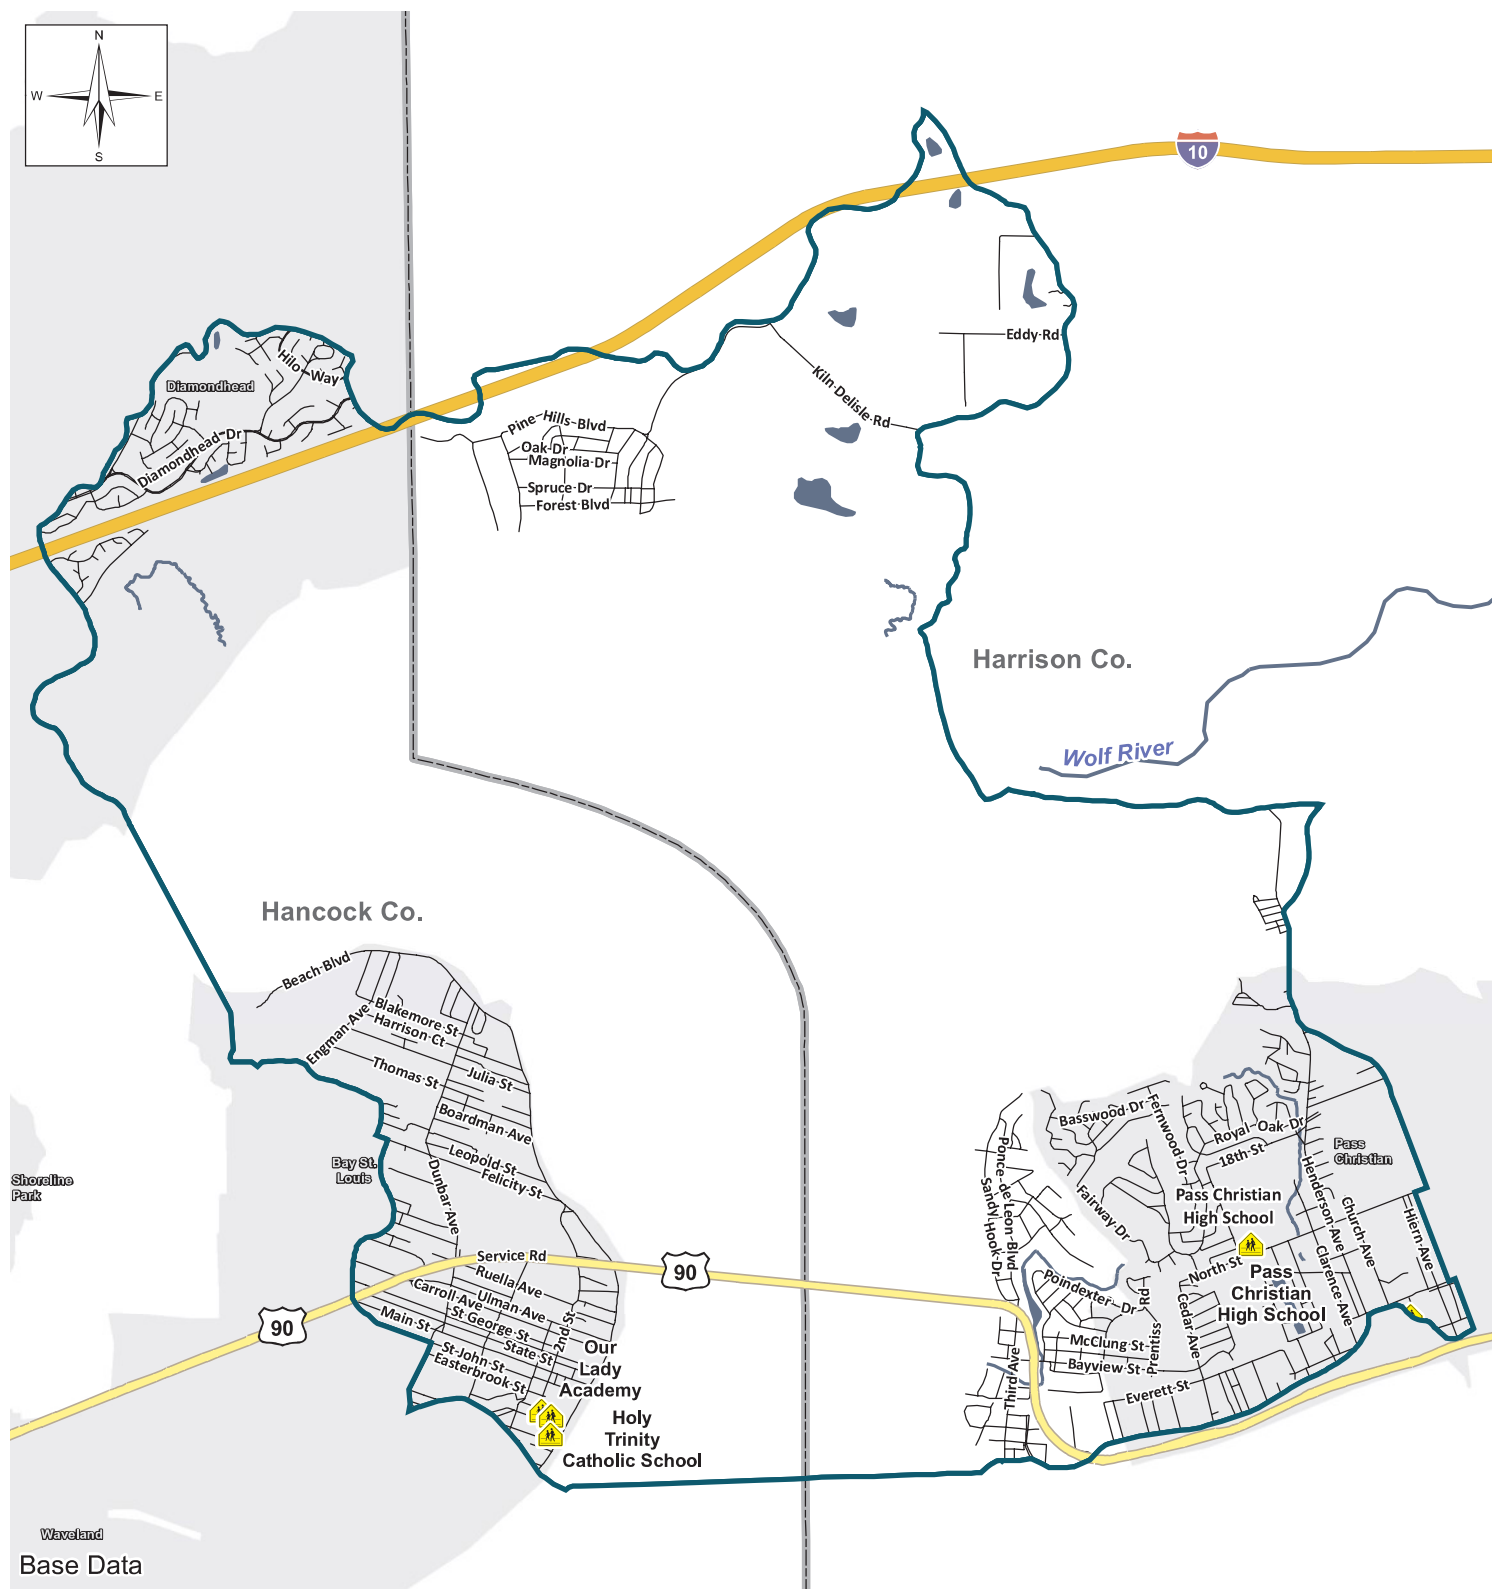 N
W
E
S
10
Diamondhead
Hilo Way
Diamondhead Dr
Eddy Rd
Kiln Delisle Rd
Pine Hills Blvd
Oak Dr
Magnolia Dr
Spruce Dr
Forest Blvd
Harrison Co.
Wolf River
Hancock Co.
Beach Blvd
Engman Ave
Blakemore St
Harrison Ct
Thomas St
Julia St
Boardman Ave
Leopold St
Felicity St
Dunbar Ave
Bay St.
Louis
Shoreline
Park
Service Rd
90
90
Ruella Ave
Carroll Ave
Ulman Ave
St George St
Main St
State St
2nd St
St John St
Easterbrook St
Our
Lady
Academy
Holy
Trinity
Catholic School
Basswood Dr
Fernwood Dr
Royal Oak Dr
18th St
Pass
Christian
Ponce de Leon Blvd
Sandy Hook Dr
Fairway Dr
Pass Christian
High School
Henderson Ave
Church Ave
Hiern Ave
Clarence Ave
North St
Pass
Christian
High School
Poindexter Dr
Prentiss Rd
Cedar Ave
McClung St
Bayview St
Third Ave
Everett St
Waveland
Base Data